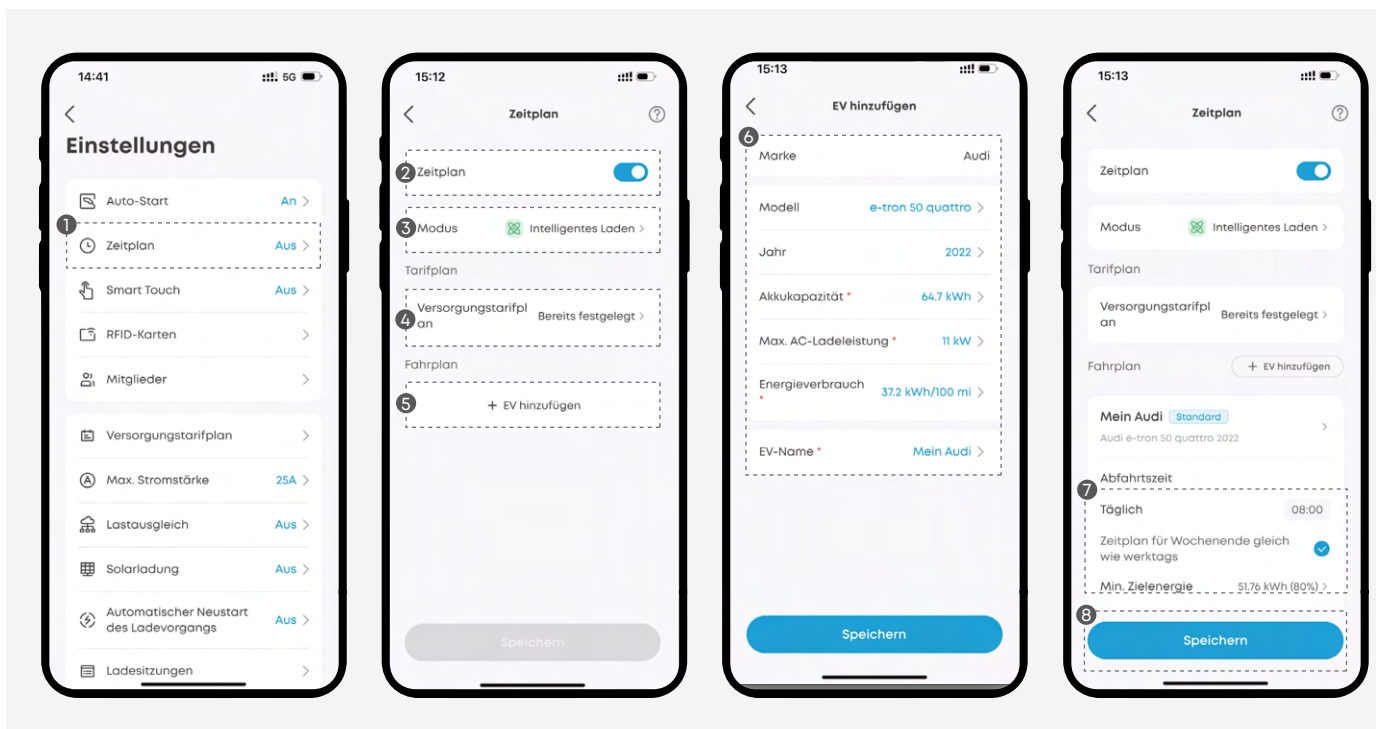 14:41 5G
Einstellungen
Auto-Start An
1
Zeitplan Aus
Smart Touch Aus
RFID-Karten
Mitglieder
Versorgungstarifplan
Max. Stromstärke 25A
Lastausgleich Aus
Solarladung Aus
Automatischer Neustart
des Ladevorgangs Aus
Ladesitzungen
15:12
Zeitplan ?
2 Zeitplan
3 Modus Intelligentes Laden
Tarifplan
4 Versorgungstarifpl
an Bereits festgelegt
Fahrplan
5 + EV hinzufügen
Speichern
15:13
EV hinzufügen
6
Marke Audi
Modell e-tron 50 quattro
Jahr 2022
Akkukapazität * 64.7 kWh
Max. AC-Ladeleistung * 11 kW
Energieverbrauch
* 37.2 kWh/100 mi
EV-Name * Mein Audi
Speichern
15:13
Zeitplan ?
Zeitplan
Modus Intelligentes Laden
Tarifplan
Versorgungstarifpl
an Bereits festgelegt
Fahrplan + EV hinzufügen
Mein Audi Standard
Audi e-tron 50 quattro 2022
Abfahrtszeit
7
Täglich 08:00
Zeitplan für Wochenende gleich
wie werktags
Min. Zielenergie 51.76 kWh (80%)
8
Speichern